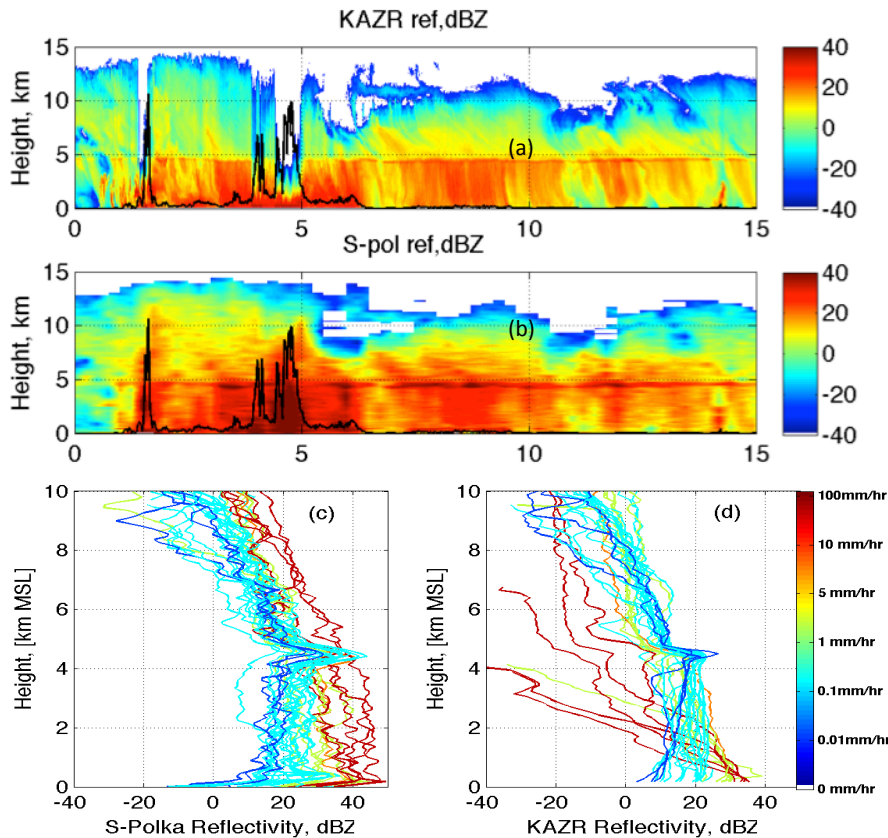 KAZR ref,dBZ
Height, km
15
10
5
0
(a)
0
5
10
15
40
20
0
-20
-40
S-pol ref,dBZ
Height, km
15
10
5
0
(b)
0
5
10
15
40
20
0
-20
-40
Height, [km MSL]
10
8
6
4
2
0
(c)
-40
-20
0
20
40
S-Polka Reflectivity, dBZ
Height, [km MSL]
10
8
6
4
2
0
(d)
-40
-20
0
20
40
KAZR Reflectivity, dBZ
100mm/hr
10 mm/hr
5 mm/hr
1 mm/hr
0.1mm/hr
0.01mm/hr
0 mm/hr